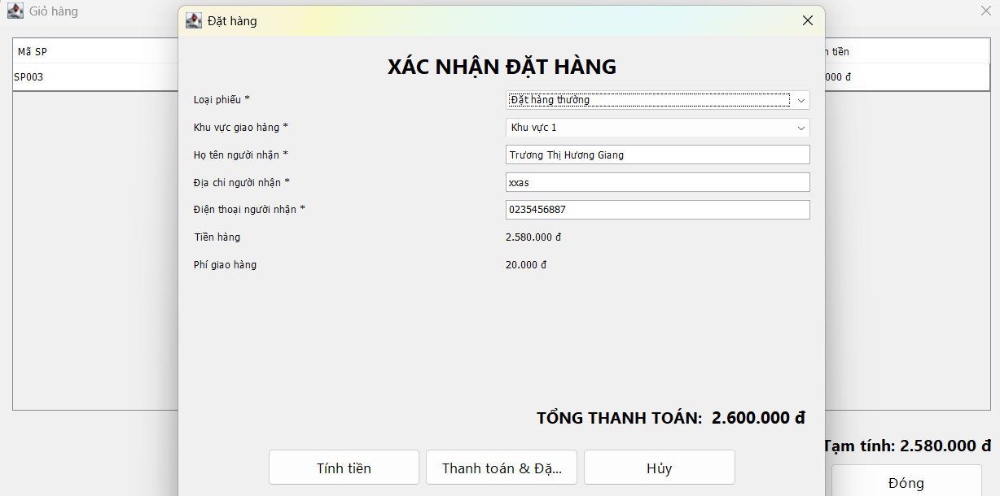 Giỏ hàng
Mã SP
SP003
tiền
000 đ
Đặt hàng
XÁC NHẬN ĐẶT HÀNG
Loại phiếu * Đặt hàng thường
Khu vực giao hàng * Khu vực 1
Họ tên người nhận * Trương Thị Hương Giang
Địa chỉ người nhận * xxas
Điện thoại người nhận * 0235456887
Tiền hàng 2.580.000 đ
Phí giao hàng 20.000 đ
TỔNG THANH TOÁN: 2.600.000 đ
Tính tiền Thanh toán & Đặ... Hủy
Tạm tính: 2.580.000 đ
Đóng